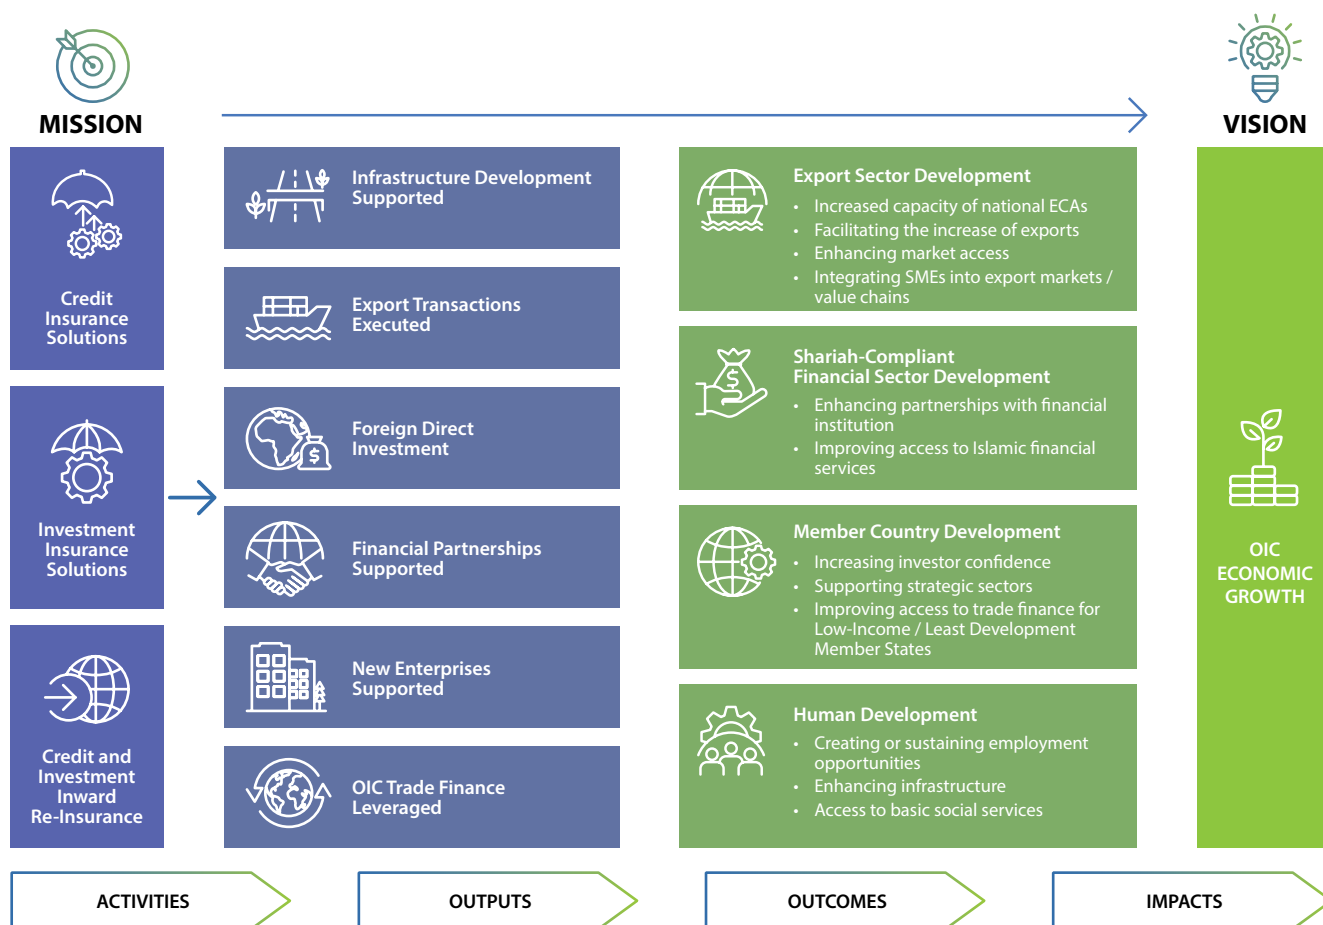 MISSION
VISION
Credit
Insurance
Solutions
Investment
Insurance
Solutions
Credit and
Investment
Inward
Re-Insurance
Infrastructure Development
Supported
Export Transactions
Executed
Foreign Direct
Investment
$
Financial Partnerships
Supported
New Enterprises
Supported
OIC Trade Finance
Leveraged
Export Sector Development
• Increased capacity of national ECAs
• Facilitating the increase of exports
• Enhancing market access
• Integrating SMEs into export markets /
value chains
$
Shariah-Compliant
Financial Sector Development
• Enhancing partnerships with financial
institution
• Improving access to Islamic financial
services
Member Country Development
• Increasing investor confidence
• Supporting strategic sectors
• Improving access to trade finance for
Low-Income / Least Development
Member States
Human Development
• Creating or sustaining employment
opportunities
• Enhancing infrastructure
• Access to basic social services
OIC
ECONOMIC
GROWTH
ACTIVITIES
OUTPUTS
OUTCOMES
IMPACTS